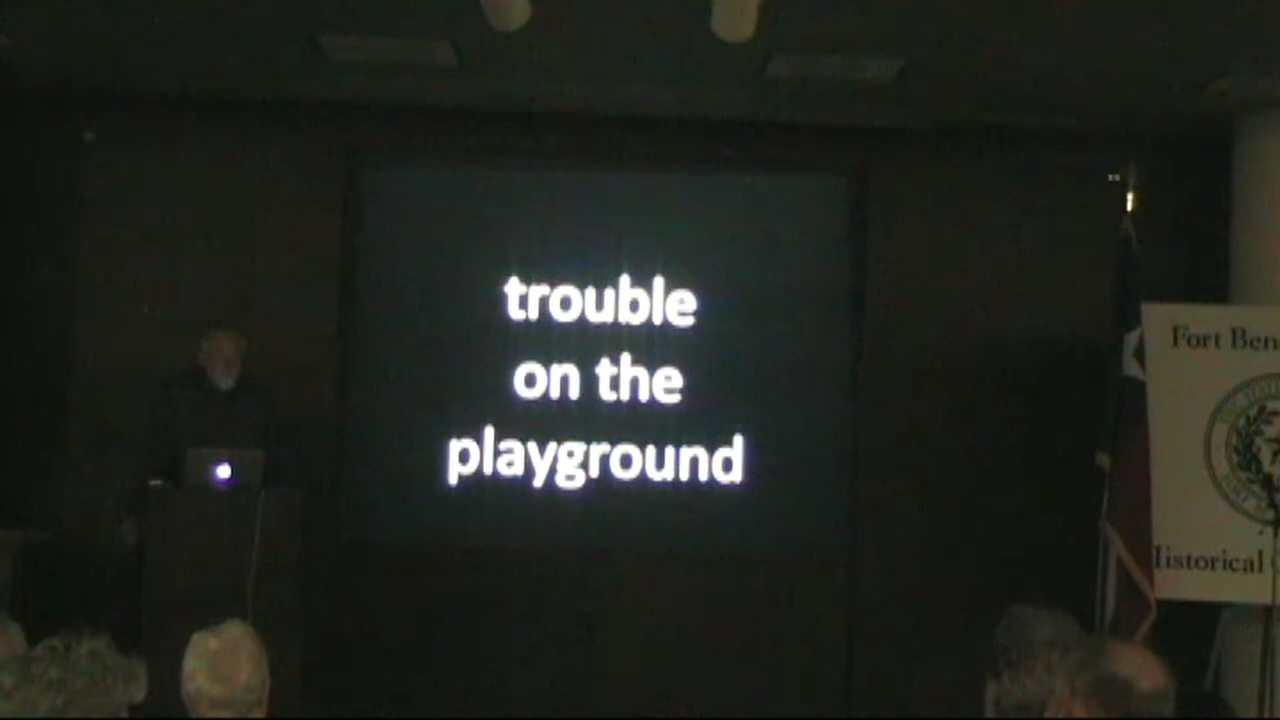 trouble
on the
playground
Fort Ben
Historical